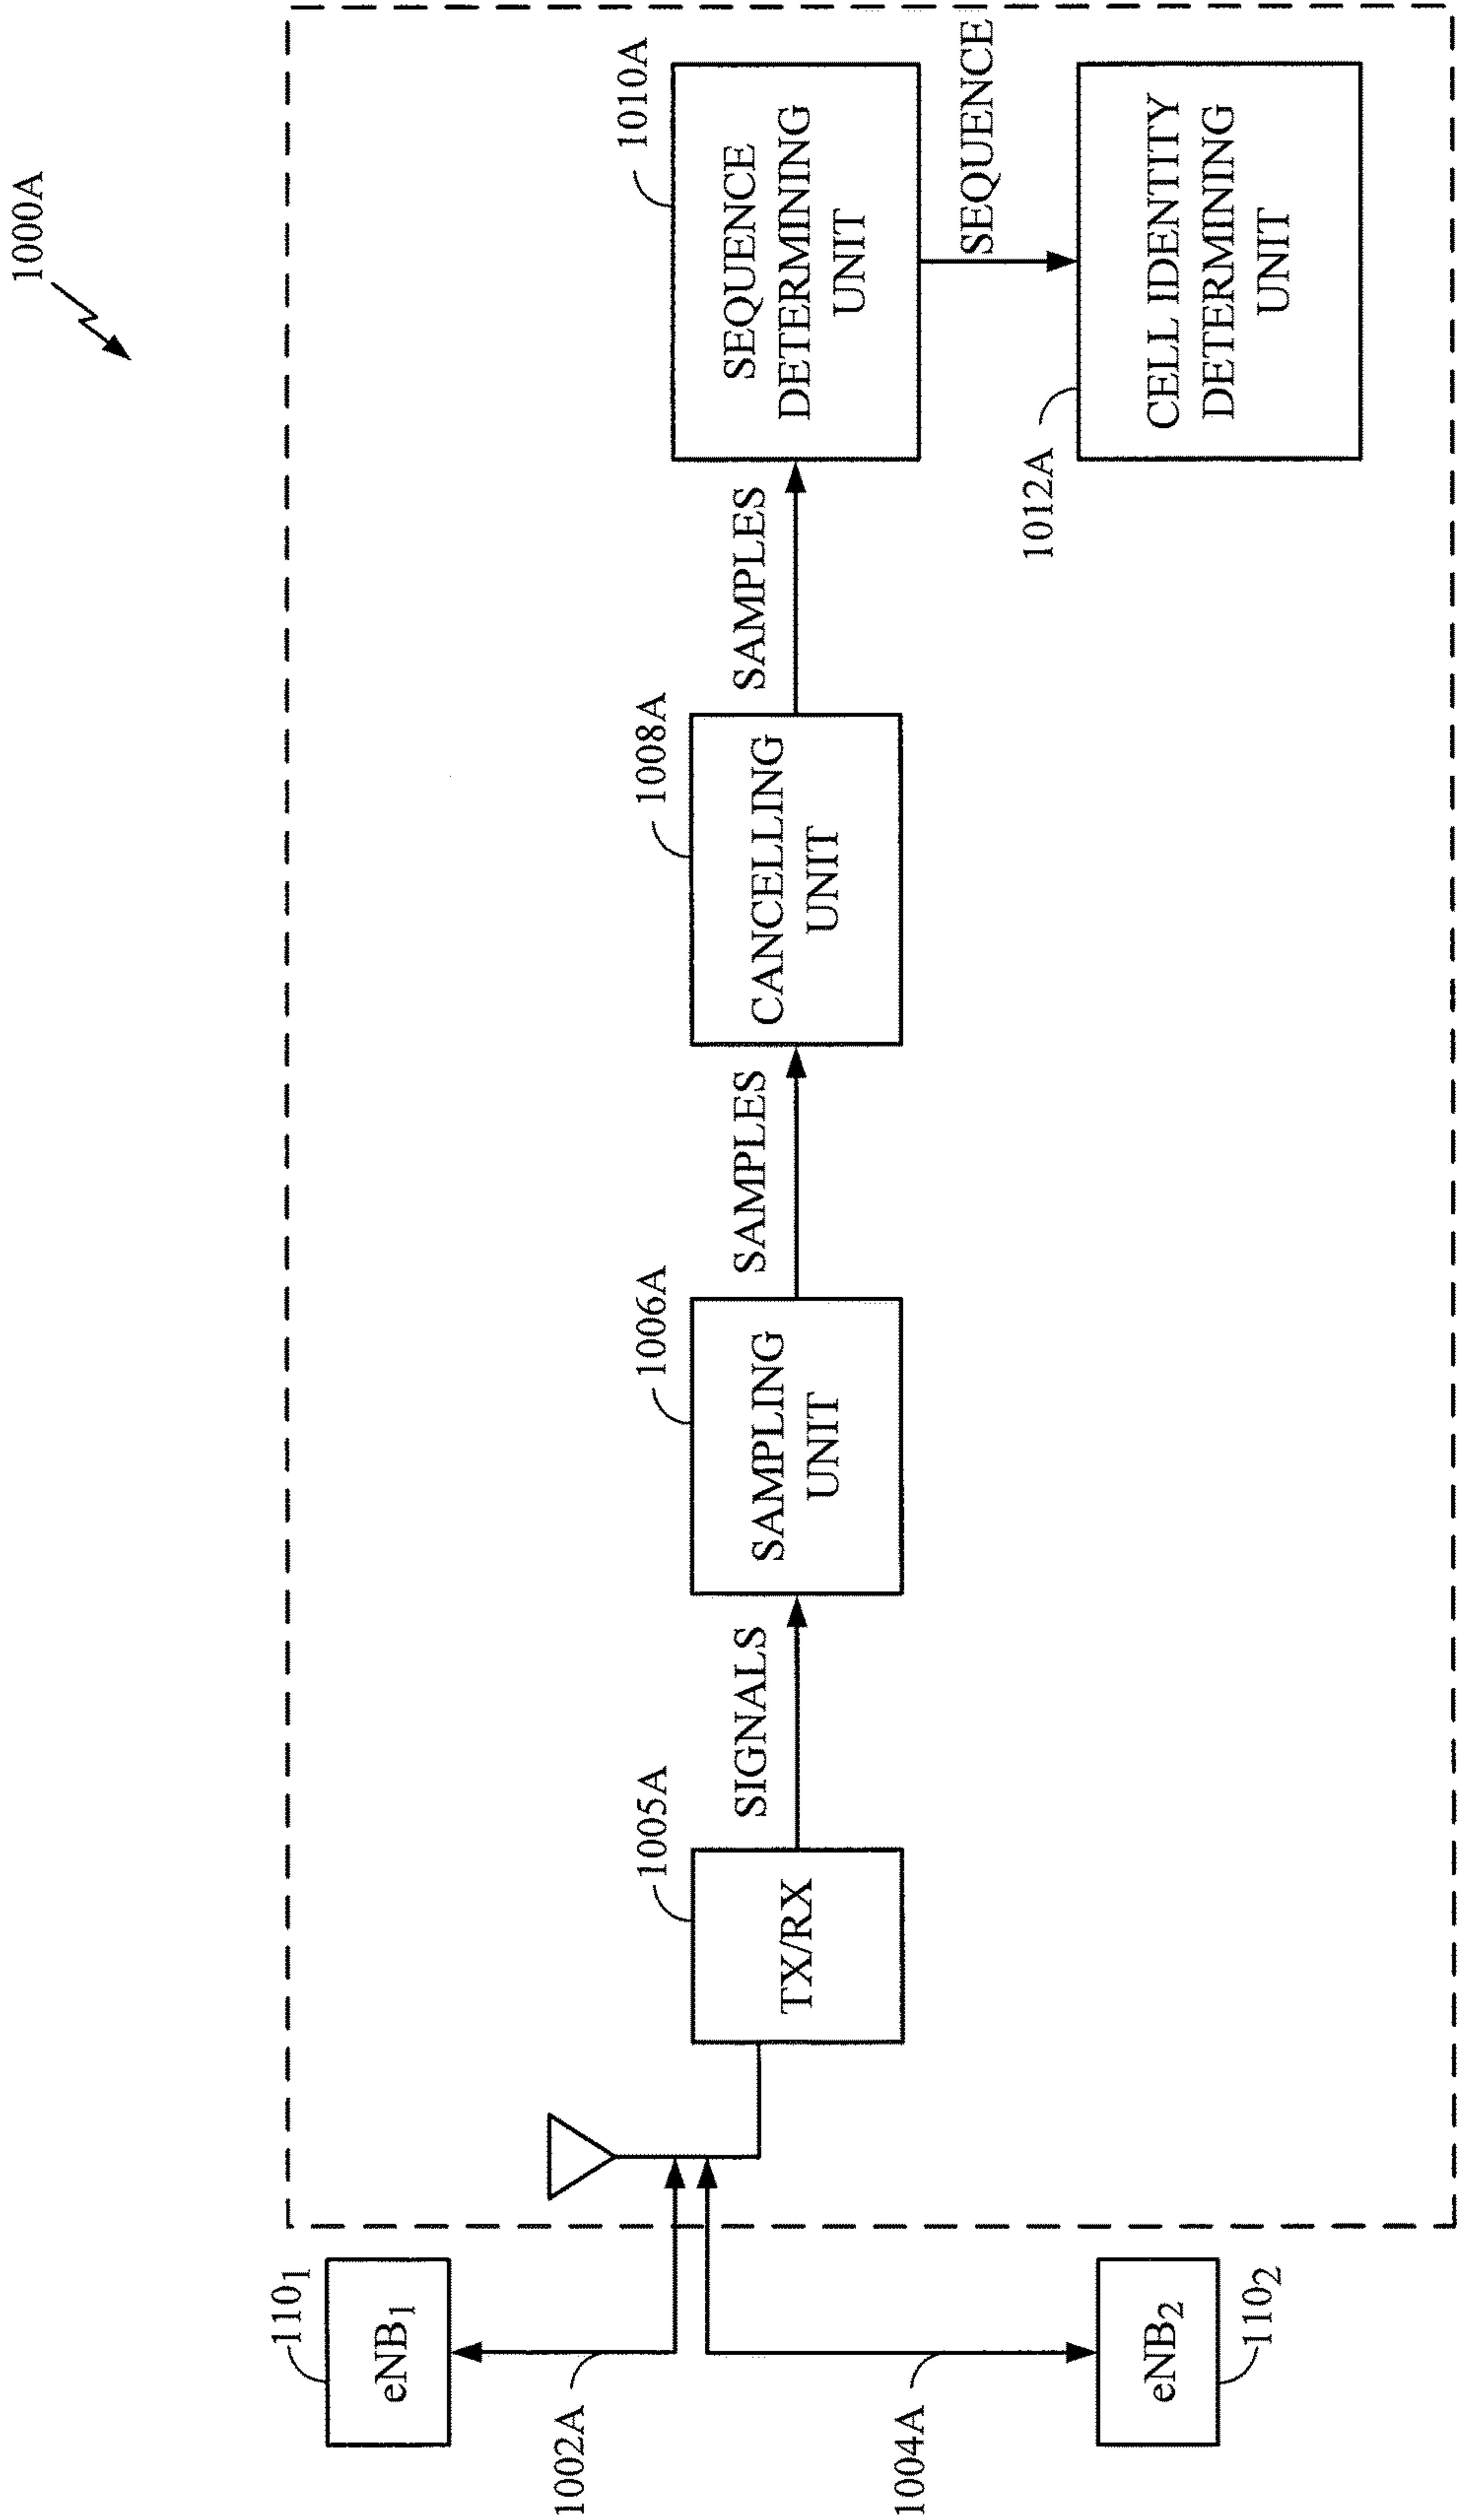 1000A
110₁
eNB₁
1002A
1004A
eNB₂
110₂
1005A
TX/RX
SIGNALS
1006A
SAMPLING
UNIT
SAMPLES
1008A
CANCELLING
UNIT
SAMPLES
1010A
SEQUENCE
DETERMINING
UNIT
SEQUENCE
1012A
CELL IDENTITY
DETERMINING
UNIT